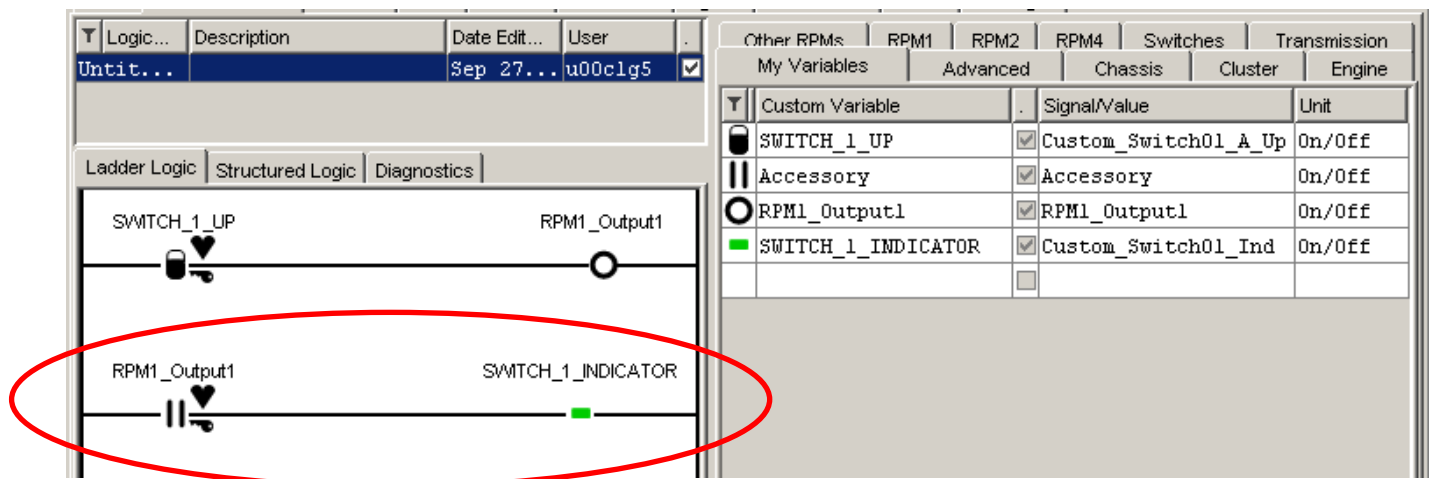 Logic... Description Date Edit... User .
Untit... Sep 27... u00clg5
Ladder Logic Structured Logic Diagnostics
SWITCH_1_UP RPM1_Output1
RPM1_Output1 SWITCH_1_INDICATOR
Other RPMs RPM1 RPM2 RPM4 Switches Transmission
My Variables Advanced Chassis Cluster Engine
Custom Variable . Signal/Value Unit
SWITCH_1_UP Custom_Switch01_A_Up On/Off
Accessory Accessory On/Off
RPM1_Output1 RPM1_Output1 On/Off
SWITCH_1_INDICATOR Custom_Switch01_Ind On/Off